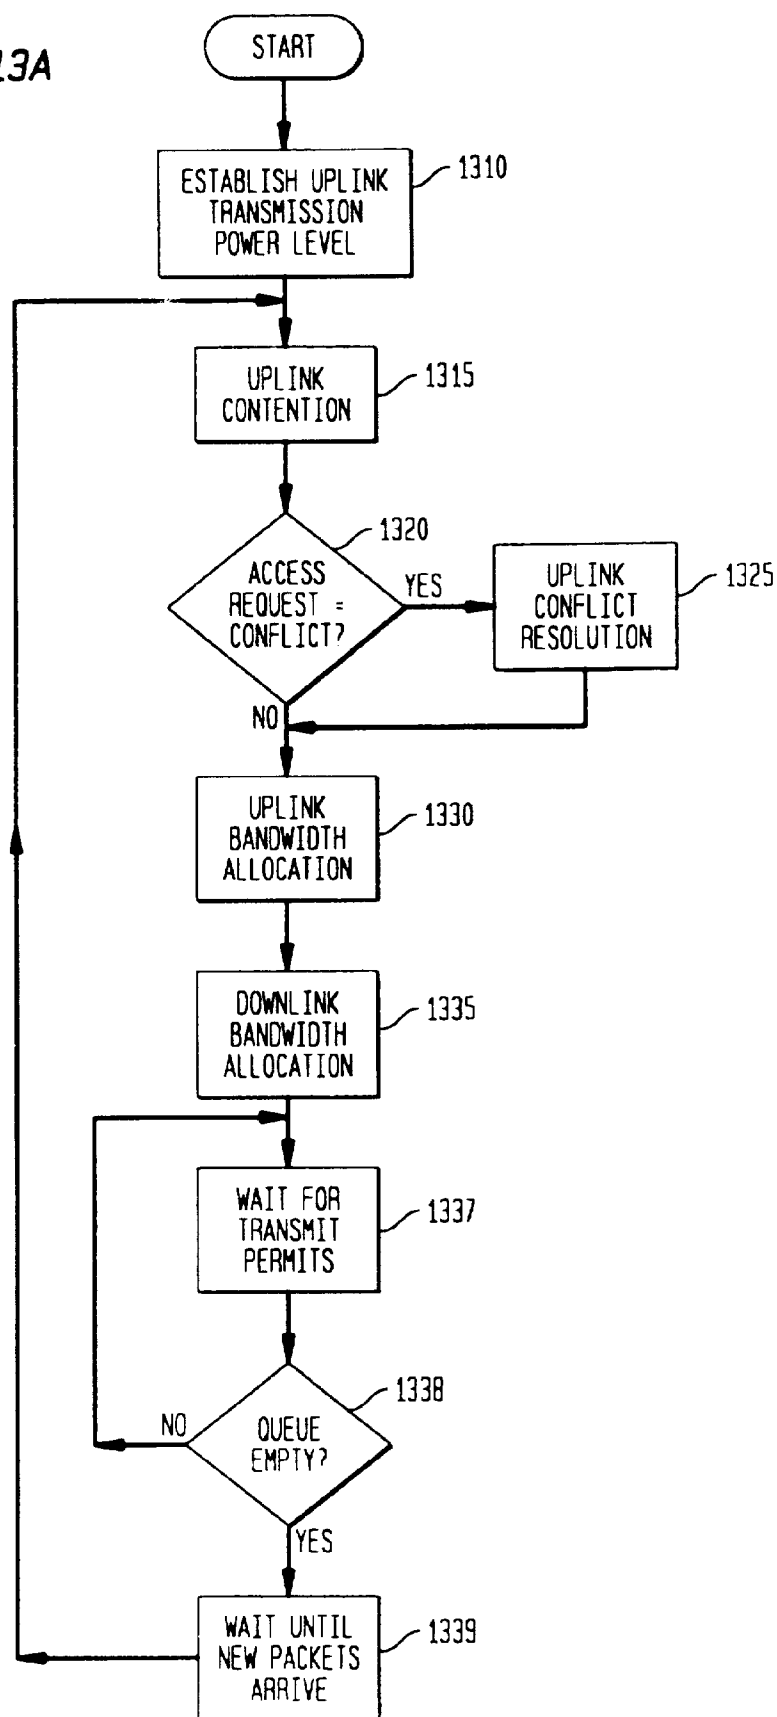 13A
START
ESTABLISH UPLINK
TRANSMISSION
POWER LEVEL
1310
UPLINK
CONTENTION
1315
ACCESS
REQUEST =
CONFLICT?
1320
YES
UPLINK
CONFLICT
RESOLUTION
1325
NO
UPLINK
BANDWIDTH
ALLOCATION
1330
DOWNLINK
BANDWIDTH
ALLOCATION
1335
WAIT FOR
TRANSMIT
PERMITS
1337
QUEUE
EMPTY?
1338
NO
YES
WAIT UNTIL
NEW PACKETS
ARRIVE
1339